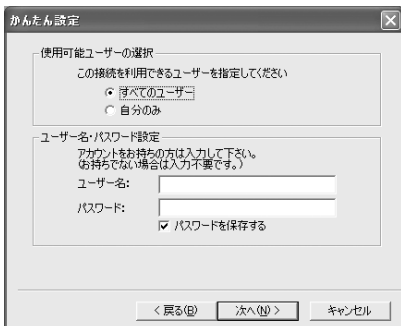 かんたん設定
使用可能ユーザーの選択
この接続を利用できるユーザーを指定してください
すべてのユーザー
自分のみ
ユーザー名・パスワード設定
アカウントをお持ちの方は入力して下さい。
(お持ちでない場合は入力不要です。)
ユーザー名:
パスワード:
パスワードを保存する
< 戻る(B) 次へ(N) > キャンセル